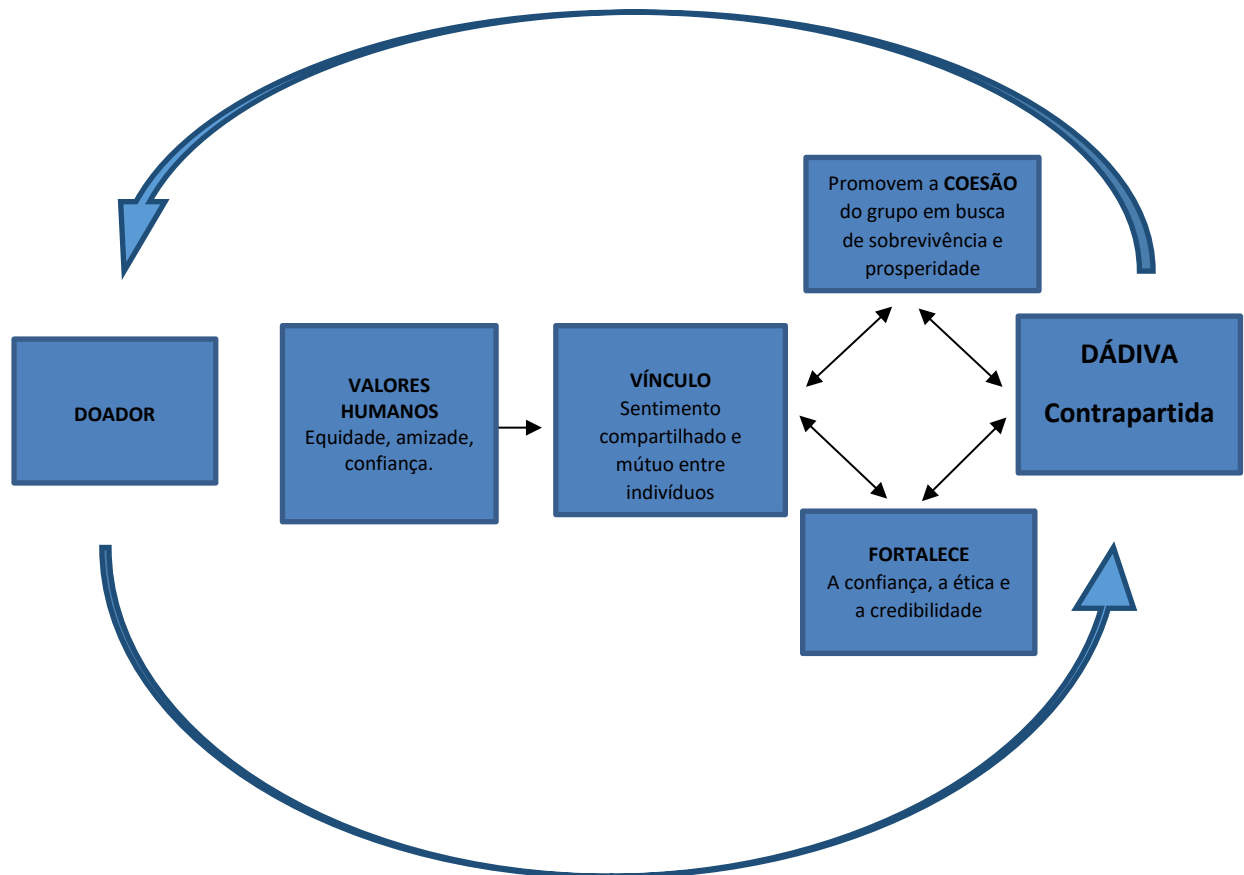 Promovem a COESÃO
do grupo em busca
de sobrevivência e
prosperidade
DOADOR
VALORES
HUMANOS
Equidade, amizade,
confiança.
VÍNCULO
Sentimento
compartilhado e
mútuo entre
indivíduos
DÁDIVA
Contrapartida
FORTALECE
A confiança, a ética e
a credibilidade